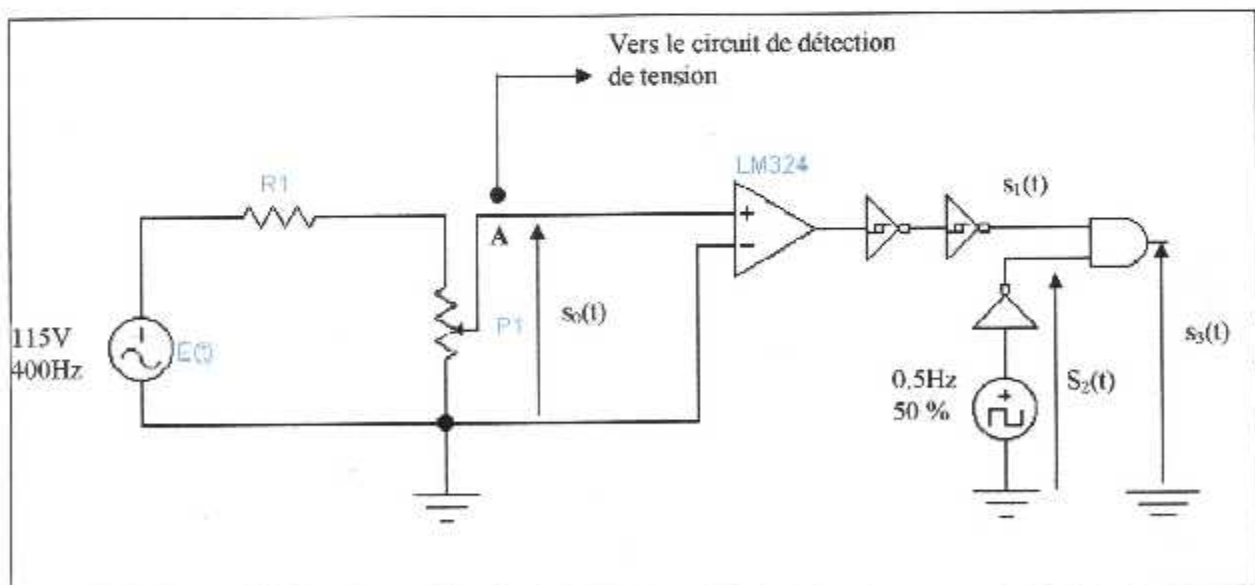 Vers le circuit de détection
de tension
LM324
R1
s₁(t)
A
+
−
P1
s₀(t)
115V
400Hz
E(t)
s₃(t)
0.5Hz
50 %
S₂(t)
+